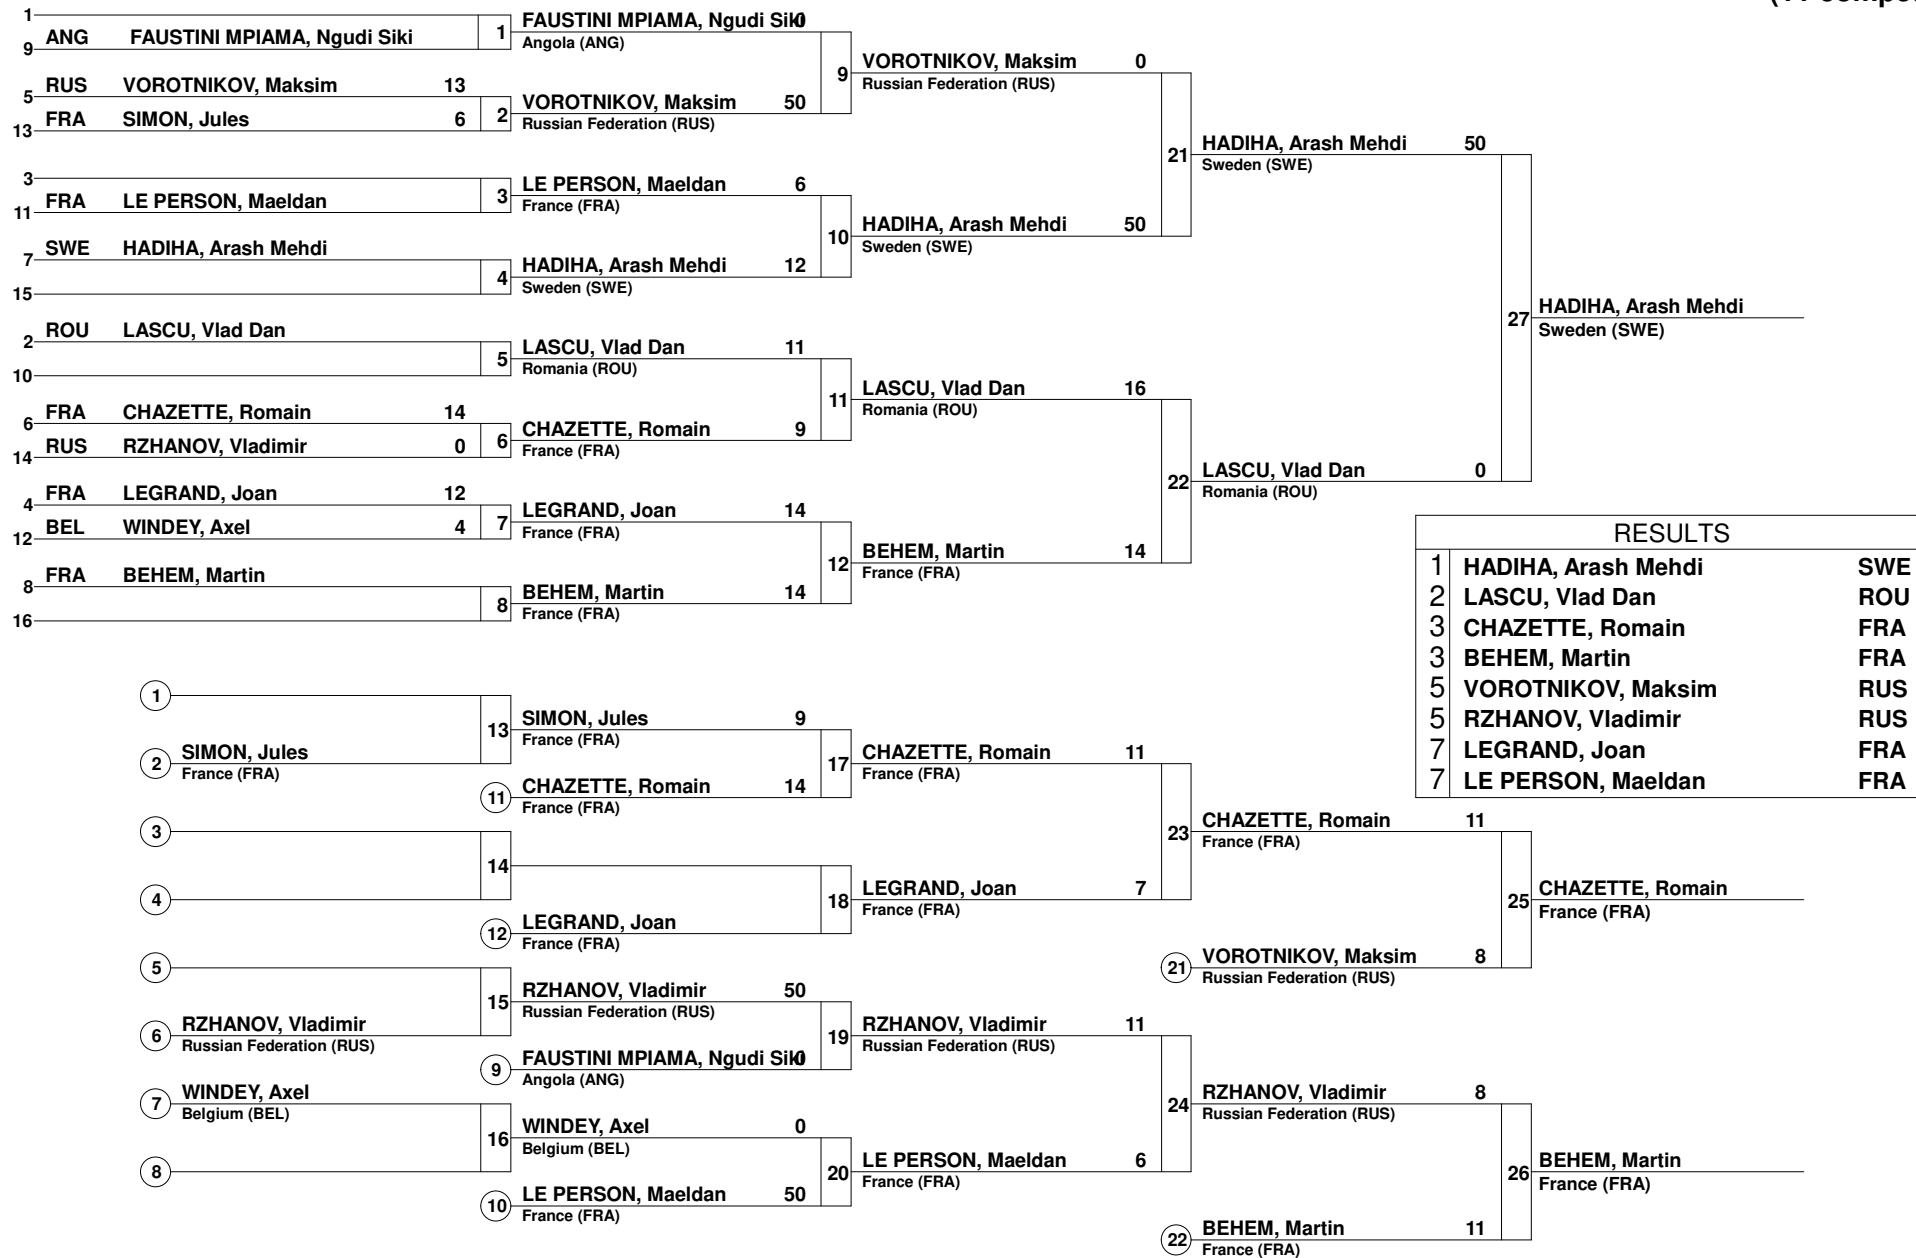 (11 compe
1
9 ANG FAUSTINI MPIAMA, Ngudi Siki
1
FAUSTINI MPIAMA, Ngudi Siki 0
Angola (ANG)
5 RUS VOROTNIKOV, Maksim 13
13 FRA SIMON, Jules 6
2
VOROTNIKOV, Maksim 50
Russian Federation (RUS)
9
VOROTNIKOV, Maksim 0
Russian Federation (RUS)
3
11 FRA LE PERSON, Maeldan
3
LE PERSON, Maeldan 6
France (FRA)
7 SWE HADIHA, Arash Mehdi
15
4
HADIHA, Arash Mehdi 12
Sweden (SWE)
10
HADIHA, Arash Mehdi 50
Sweden (SWE)
21
HADIHA, Arash Mehdi 50
Sweden (SWE)
2 ROU LASCU, Vlad Dan
10
5
LASCU, Vlad Dan 11
Romania (ROU)
6 FRA CHAZETTE, Romain 14
14 RUS RZHANOV, Vladimir 0
6
CHAZETTE, Romain 9
France (FRA)
11
LASCU, Vlad Dan 16
Romania (ROU)
4 FRA LEGRAND, Joan 12
12 BEL WINDEY, Axel 4
7
LEGRAND, Joan 14
France (FRA)
8 FRA BEHEM, Martin
16
8
BEHEM, Martin 14
France (FRA)
12
BEHEM, Martin 14
France (FRA)
22
LASCU, Vlad Dan 0
Romania (ROU)
27
HADIHA, Arash Mehdi
Sweden (SWE)
RESULTS
1 HADIHA, Arash Mehdi SWE
2 LASCU, Vlad Dan ROU
3 CHAZETTE, Romain FRA
3 BEHEM, Martin FRA
5 VOROTNIKOV, Maksim RUS
5 RZHANOV, Vladimir RUS
7 LEGRAND, Joan FRA
7 LE PERSON, Maeldan FRA
1
2 SIMON, Jules
France (FRA)
13
SIMON, Jules 9
France (FRA)
11 CHAZETTE, Romain 14
France (FRA)
17
CHAZETTE, Romain 11
France (FRA)
3
4
14
12 LEGRAND, Joan
France (FRA)
18
LEGRAND, Joan 7
France (FRA)
23
CHAZETTE, Romain 11
France (FRA)
21 VOROTNIKOV, Maksim 8
Russian Federation (RUS)
25
CHAZETTE, Romain
France (FRA)
5
6 RZHANOV, Vladimir
Russian Federation (RUS)
15
RZHANOV, Vladimir 50
Russian Federation (RUS)
9 FAUSTINI MPIAMA, Ngudi Siki 0
Angola (ANG)
19
RZHANOV, Vladimir 11
Russian Federation (RUS)
7 WINDEY, Axel
Belgium (BEL)
8
16
WINDEY, Axel 0
Belgium (BEL)
10 LE PERSON, Maeldan 50
France (FRA)
20
LE PERSON, Maeldan 6
France (FRA)
24
RZHANOV, Vladimir 8
Russian Federation (RUS)
22 BEHEM, Martin 11
France (FRA)
26
BEHEM, Martin
France (FRA)